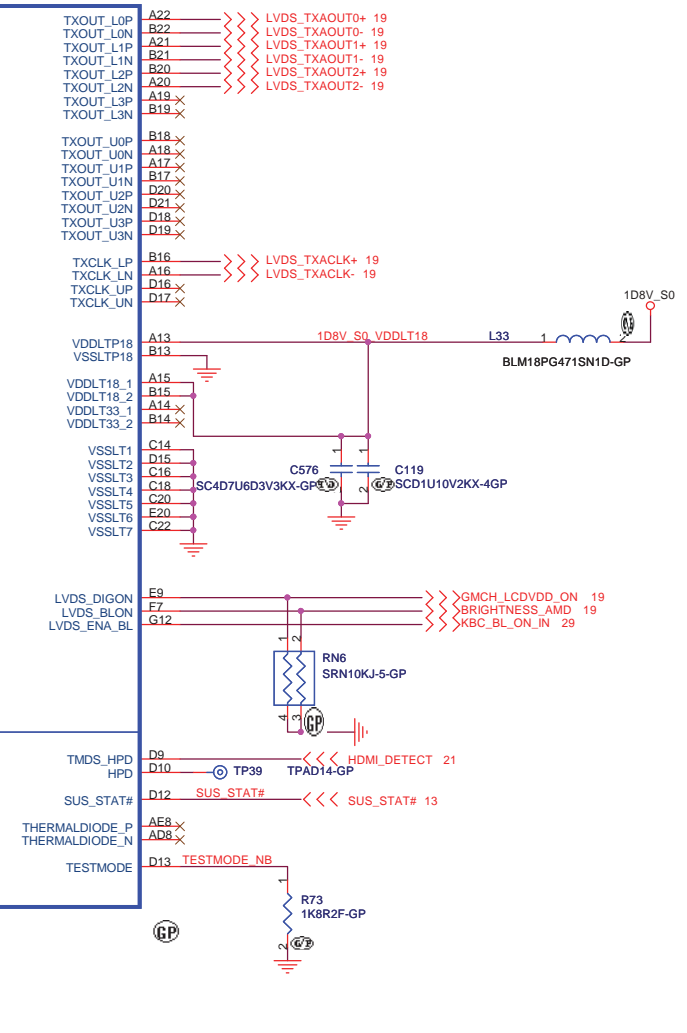 TXOUT_L0P A22 LVDS_TXAOUT0+ 19
TXOUT_L0N B22 LVDS_TXAOUT0- 19
TXOUT_L1P A21 LVDS_TXAOUT1+ 19
TXOUT_L1N B21 LVDS_TXAOUT1- 19
TXOUT_L2P B20 LVDS_TXAOUT2+ 19
TXOUT_L2N A20 LVDS_TXAOUT2- 19
TXOUT_L3P A19
TXOUT_L3N B19
TXOUT_U0P B18
TXOUT_U0N A18
TXOUT_U1P A17
TXOUT_U1N B17
TXOUT_U2P D20
TXOUT_U2N D21
TXOUT_U3P D18
TXOUT_U3N D19
TXCLK_LP B16 LVDS_TXACLK+ 19
TXCLK_LN A16 LVDS_TXACLK- 19
TXCLK_UP D16
TXCLK_UN D17
1D8V_S0
VDDLTP18 A13 1D8V_S0_VDDLT18 L33 1 2
VSSLTP18 B13
BLM18PG471SN1D-GP
VDDLT18_1 A15
VDDLT18_2 B15
VDDLT33_1 A14
VDDLT33_2 B14
VSSLT1 C14 1 1
VSSLT2 D15
VSSLT3 C16 C576 C119
VSSLT4 C18 SC4D7U6D3V3KX-GP 2 SCD1U10V2KX-4GP
VSSLT5 C20
VSSLT6 E20
VSSLT7 C22
LVDS_DIGON E9 GMCH_LCDVDD_ON 19
LVDS_BLON F7 BRIGHTNESS_AMD 19
LVDS_ENA_BL G12 KBC_BL_ON_IN 29
1 2
RN6
SRN10KJ-5-GP
4 3 GP
TMDS_HPD D9 HDMI_DETECT 21
HPD D10 TP39 TPAD14-GP
SUS_STAT# D12 SUS_STAT# SUS_STAT# 13
THERMALDIODE_P AE8
THERMALDIODE_N AD8
TESTMODE D13 TESTMODE_NB
1
R73
1K8R2F-GP
GP
2